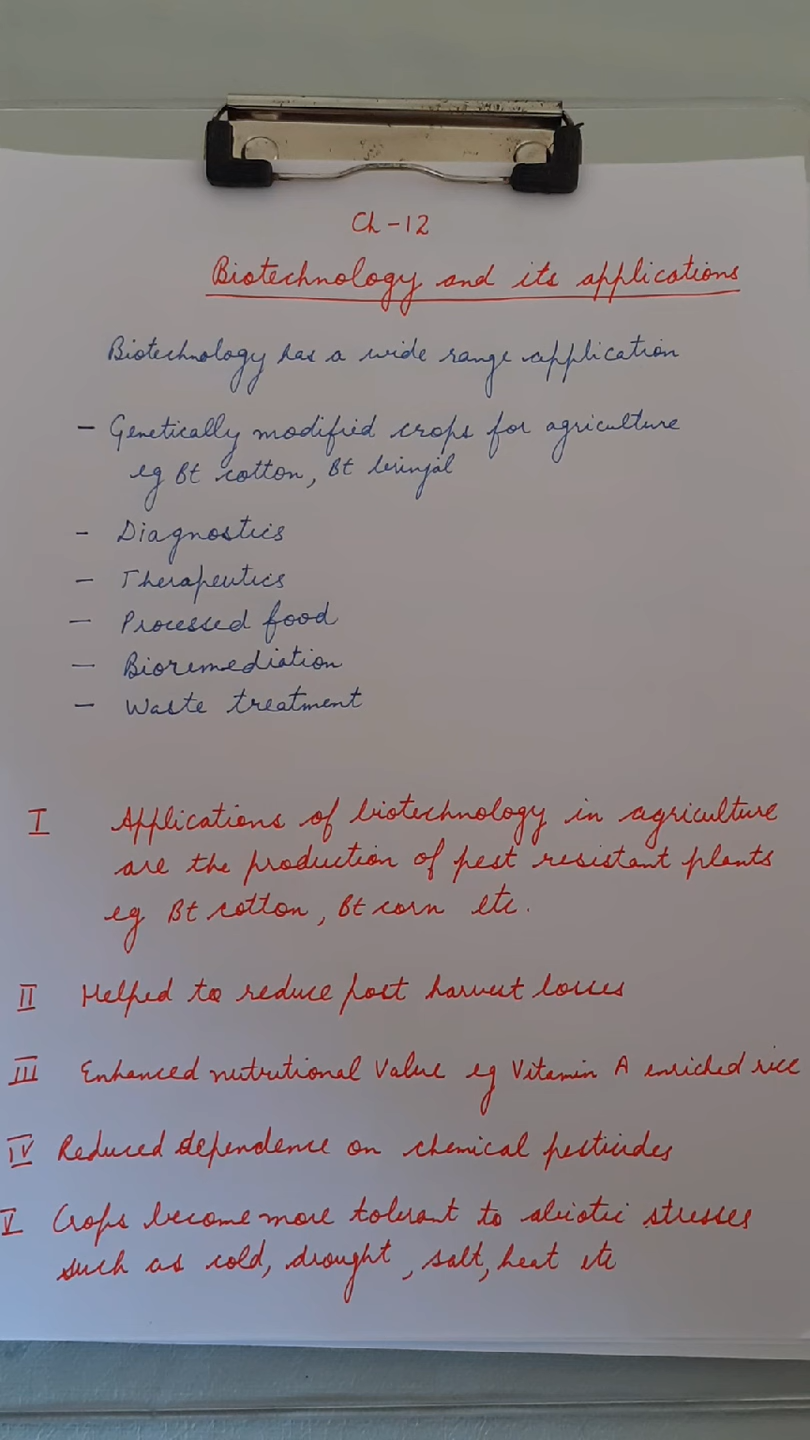 Ch-12
Biotechnology and its applications
Biotechnology has a wide range application
- Genetically modified crops for agriculture
eg Bt cotton, Bt brinjal
- Diagnostics
- Therapeutics
- Processed food
- Bioremediation
- Waste treatment
I Applications of biotechnology in agriculture
are the production of pest resistant plants
eg Bt cotton, Bt corn etc.
II Helped to reduce post harvest losses
III Enhanced nutritional Value eg Vitamin A enriched rice
IV Reduced dependence on chemical pesticides
V Crops become more tolerant to abiotic stresses
such as cold, drought, salt, heat etc